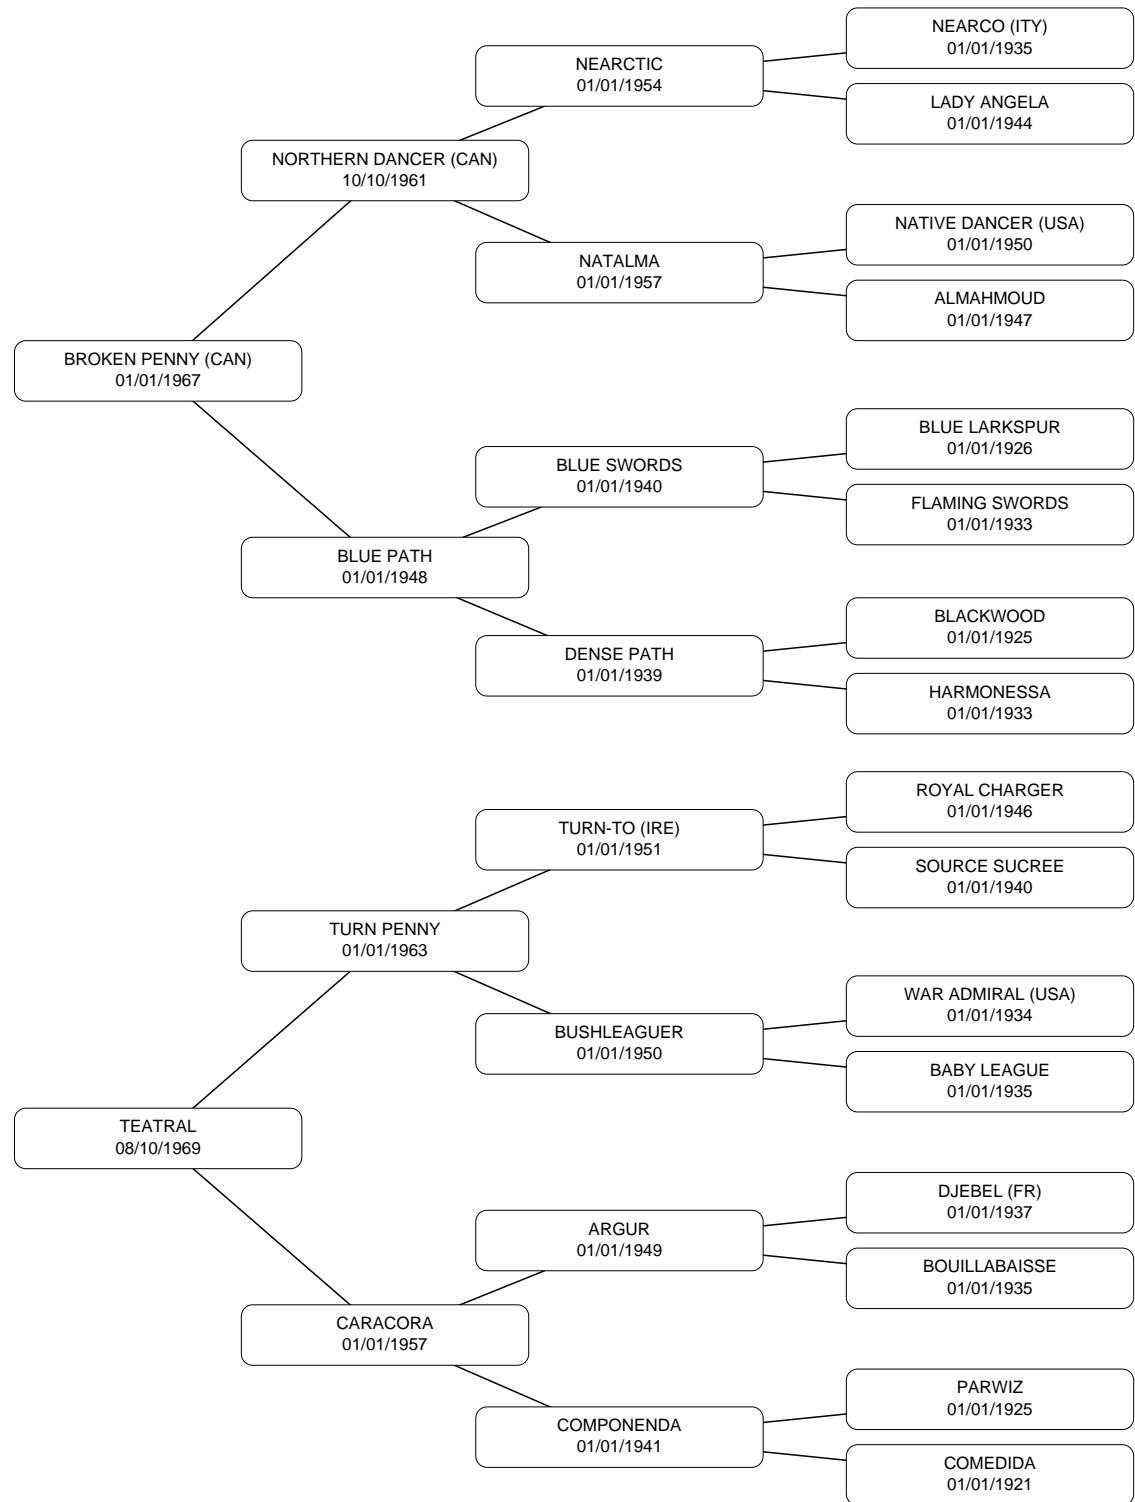 NEARCO (ITY)
01/01/1935
NEARCTIC
01/01/1954
LADY ANGELA
01/01/1944
NORTHERN DANCER (CAN)
10/10/1961
NATIVE DANCER (USA)
01/01/1950
NATALMA
01/01/1957
ALMAHMOUD
01/01/1947
BROKEN PENNY (CAN)
01/01/1967
BLUE LARKSPUR
01/01/1926
BLUE SWORDS
01/01/1940
FLAMING SWORDS
01/01/1933
BLUE PATH
01/01/1948
BLACKWOOD
01/01/1925
DENSE PATH
01/01/1939
HARMONESSA
01/01/1933
ROYAL CHARGER
01/01/1946
TURN-TO (IRE)
01/01/1951
SOURCE SUCREE
01/01/1940
TURN PENNY
01/01/1963
WAR ADMIRAL (USA)
01/01/1934
BUSHLEAGUER
01/01/1950
BABY LEAGUE
01/01/1935
TEATRAL
08/10/1969
DJEBEL (FR)
01/01/1937
ARGUR
01/01/1949
BOUILLABAISSE
01/01/1935
CARACORA
01/01/1957
PARWIZ
01/01/1925
COMPONENDA
01/01/1941
COMEDIDA
01/01/1921